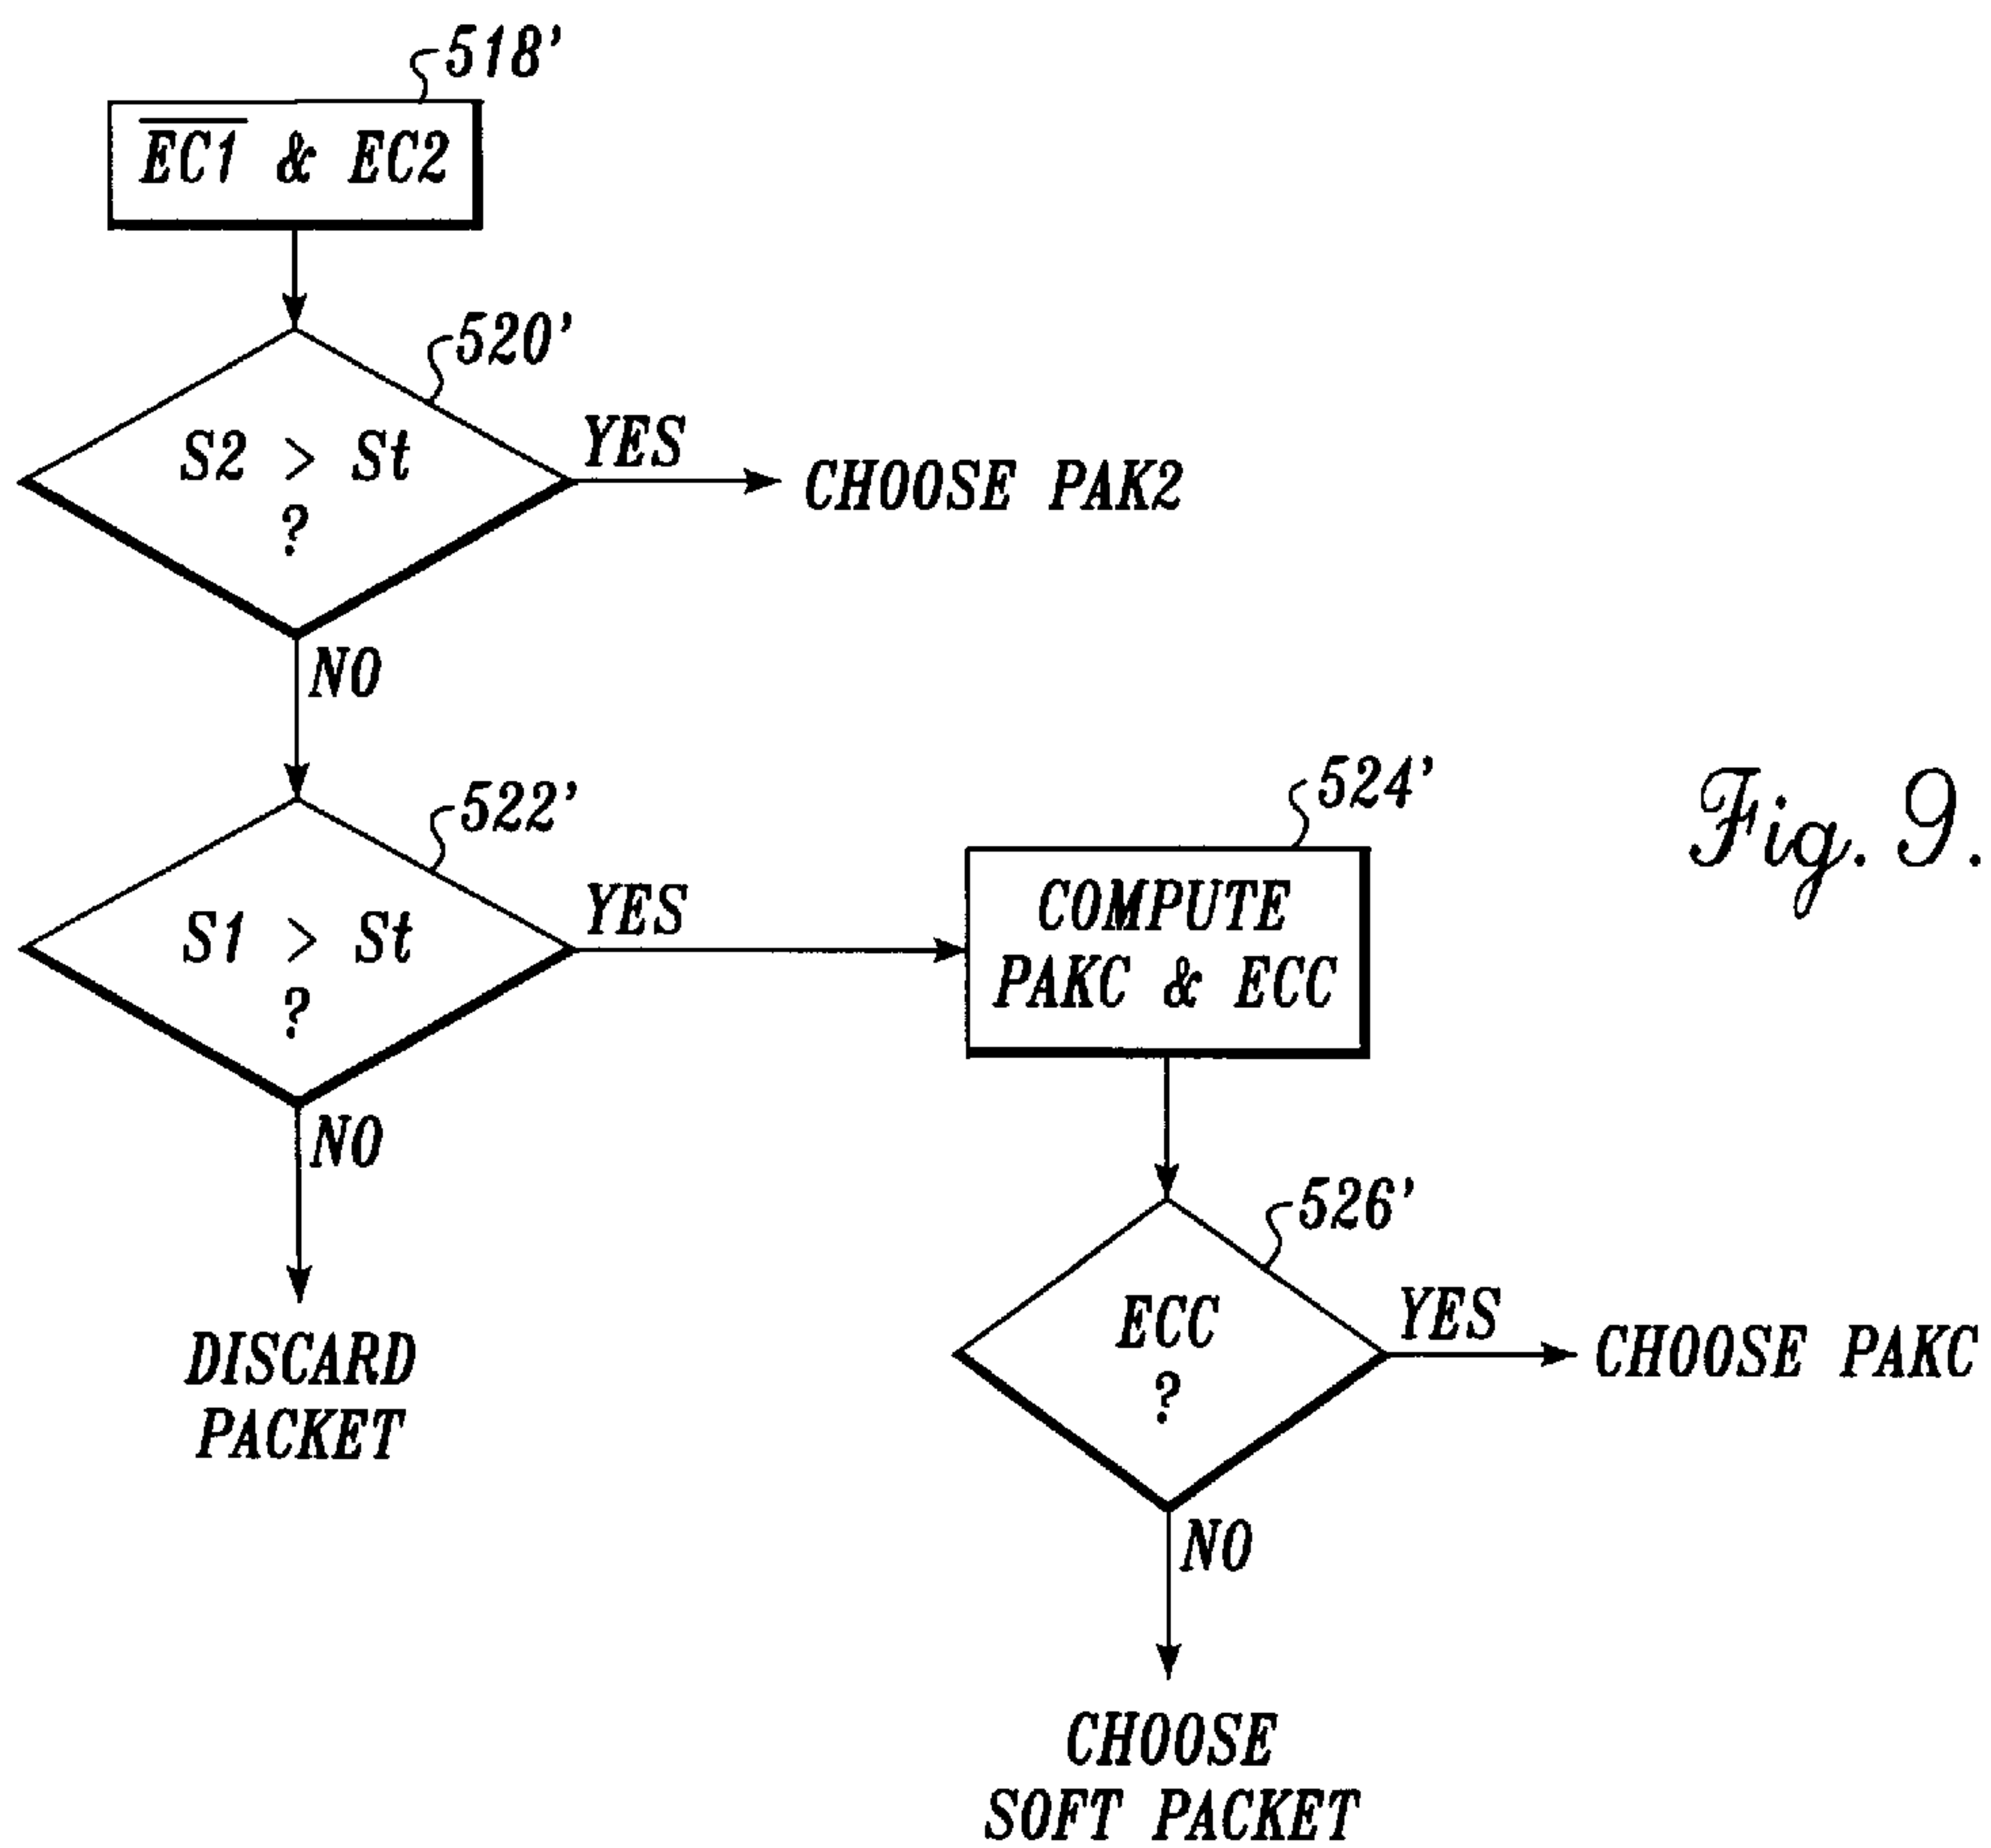 518'
E̅C̅1̅ & EC2
520'
S2 > St
?
YES
CHOOSE PAK2
NO
522'
S1 > St
?
YES
NO
DISCARD
PACKET
524'
COMPUTE
PAKC & ECC
526'
ECC
?
YES
CHOOSE PAKC
NO
CHOOSE
SOFT PACKET
Fig. 9.